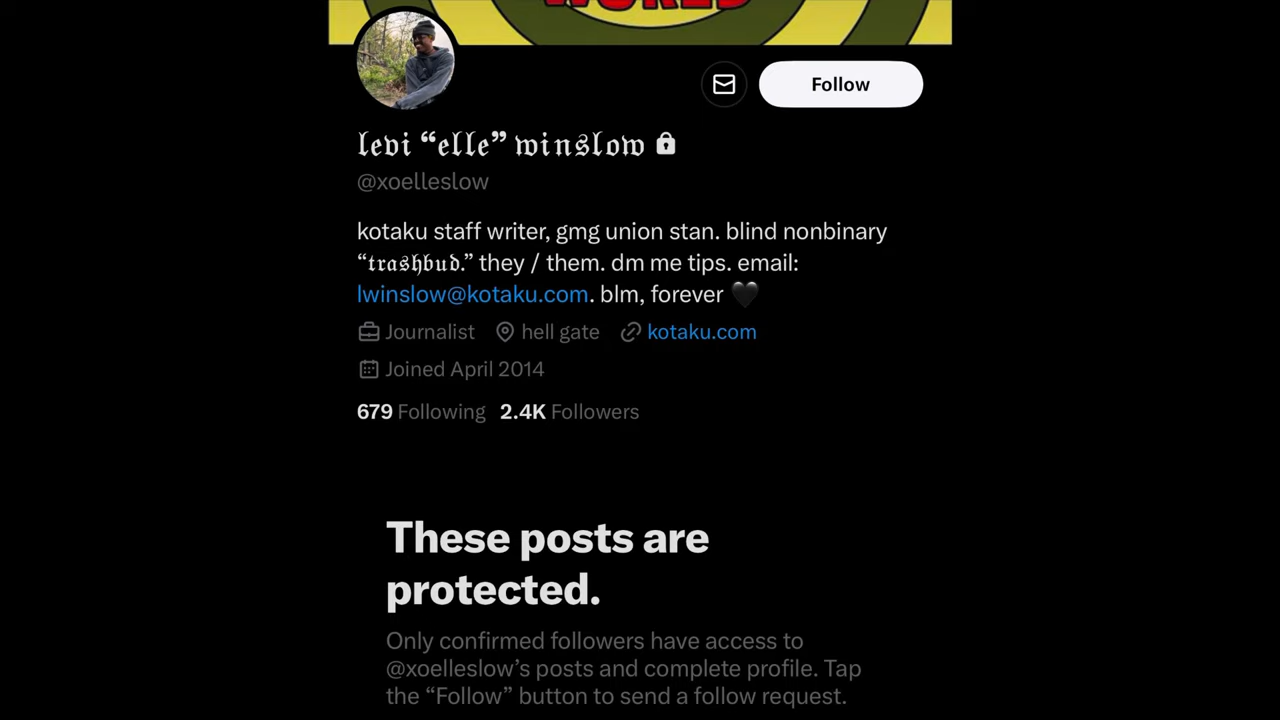 WORLD
Follow
𝔩𝔢𝔳𝔦 “𝔢𝔩𝔩𝔢” 𝔴𝔦𝔫𝔰𝔩𝔬𝔴
@xoelleslow
kotaku staff writer, gmg union stan. blind nonbinary
“𝔱𝔯𝔞𝔰𝔥𝔟𝔲𝔡.” they / them. dm me tips. email:
lwinslow@kotaku.com. blm, forever 🖤
Journalist hell gate kotaku.com
Joined April 2014
679 Following 2.4K Followers
These posts are
protected.
Only confirmed followers have access to
@xoelleslow’s posts and complete profile. Tap
the “Follow” button to send a follow request.